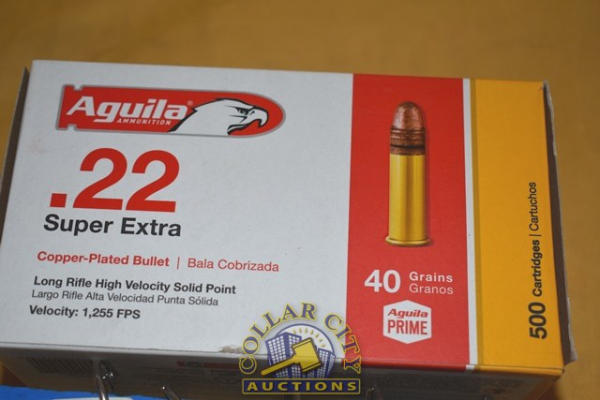 Aguila
AMMUNITION
.22
Super Extra
Copper-Plated Bullet | Bala Cobrizada
Long Rifle High Velocity Solid Point
Largo Rifle Alta Velocidad Punta Sólida
Velocity: 1,255 FPS
40 Grains
Granos
Aguila
PRIME
500 Cartridges | Cartuchos
COLLAR CITY
AUCTIONS